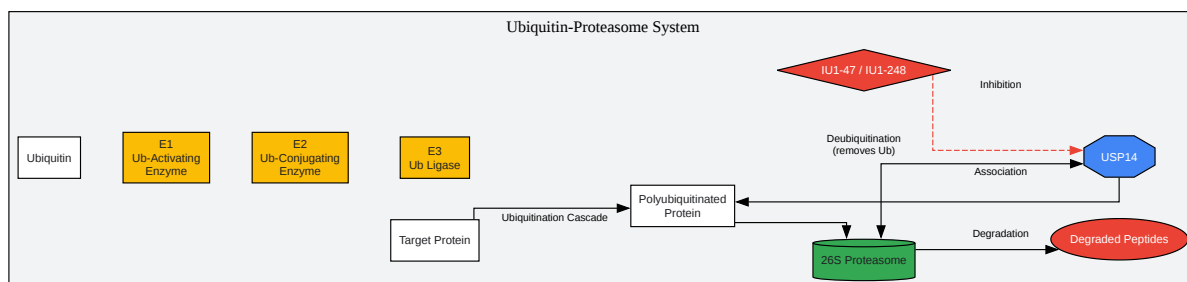 Ubiquitin-Proteasome System
IU1-47 / IU1-248
Inhibition
Ubiquitin
E1
Ub-Activating
Enzyme
E2
Ub-Conjugating
Enzyme
E3
Ub Ligase
Deubiquitination
(removes Ub)
USP14
Association
Target Protein
Ubiquitination Cascade
Polyubiquitinated
Protein
26S Proteasome
Degradation
Degraded Peptides